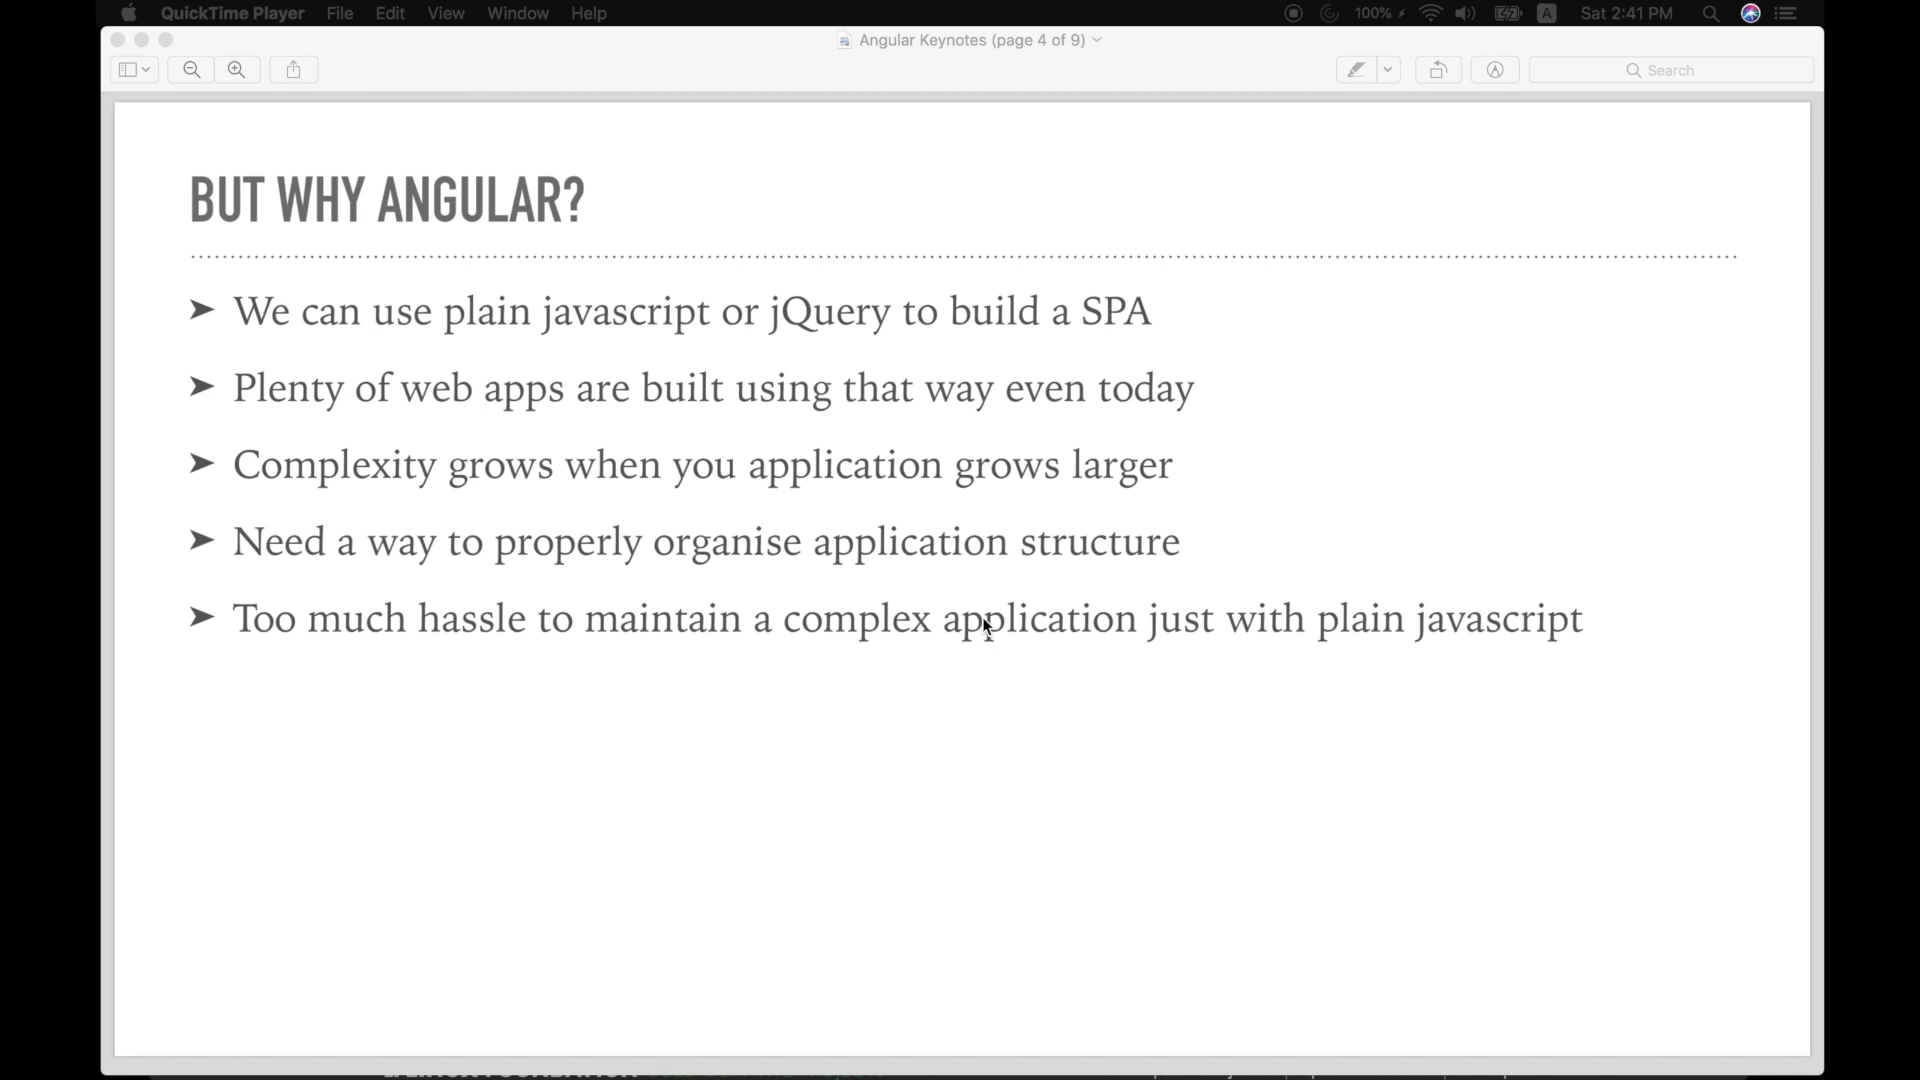 QuickTime Player File Edit View Window Help 100% A Sat 2:41 PM
Angular Keynotes (page 4 of 9)
Search
BUT WHY ANGULAR?
➤ We can use plain javascript or jQuery to build a SPA
➤ Plenty of web apps are built using that way even today
➤ Complexity grows when you application grows larger
➤ Need a way to properly organise application structure
➤ Too much hassle to maintain a complex application just with plain javascript